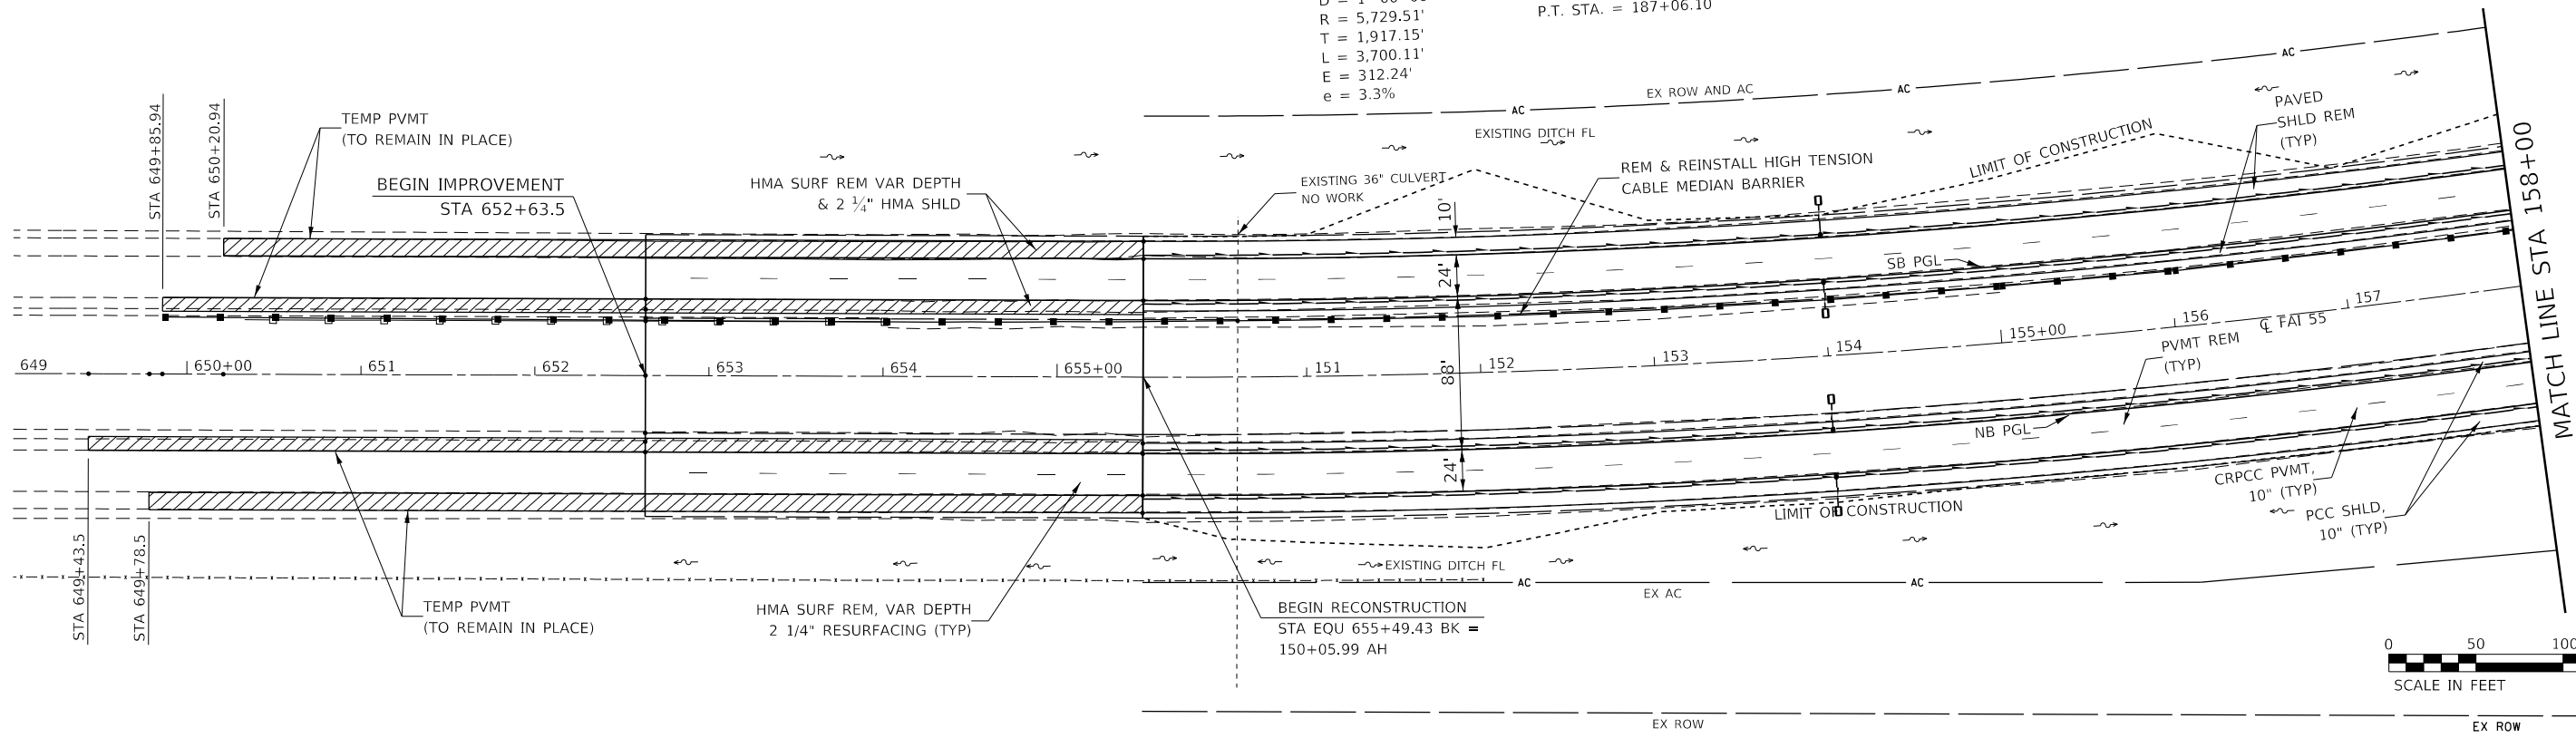 R = 5,729.51'
T = 1,917.15'
L = 3,700.11'
E = 312.24'
e = 3.3%
P.T. STA. = 187+06.10
STA 649+85.94
STA 650+20.94
TEMP PVMT
(TO REMAIN IN PLACE)
BEGIN IMPROVEMENT
STA 652+63.5
HMA SURF REM VAR DEPTH
& 2 ¼" HMA SHLD
EX ROW AND AC
AC
AC
AC
EXISTING DITCH FL
EXISTING 36" CULVERT
NO WORK
REM & REINSTALL HIGH TENSION
CABLE MEDIAN BARRIER
LIMIT OF CONSTRUCTION
PAVED
SHLD REM
(TYP)
MATCH LINE STA 158+00
10'
24'
88'
24'
SB PGL
649
650+00
651
652
653
654
655+00
151
152
153
154
155+00
156
157
℄ FAI 55
PVMT REM
(TYP)
NB PGL
CRPCC PVMT,
10" (TYP)
PCC SHLD,
10" (TYP)
LIMIT OF CONSTRUCTION
STA 649+43.5
STA 649+78.5
TEMP PVMT
(TO REMAIN IN PLACE)
HMA SURF REM, VAR DEPTH
2 1/4" RESURFACING (TYP)
EXISTING DITCH FL
AC
AC
EX AC
BEGIN RECONSTRUCTION
STA EQU 655+49.43 BK =
150+05.99 AH
0 50 100
SCALE IN FEET
EX ROW
EX ROW